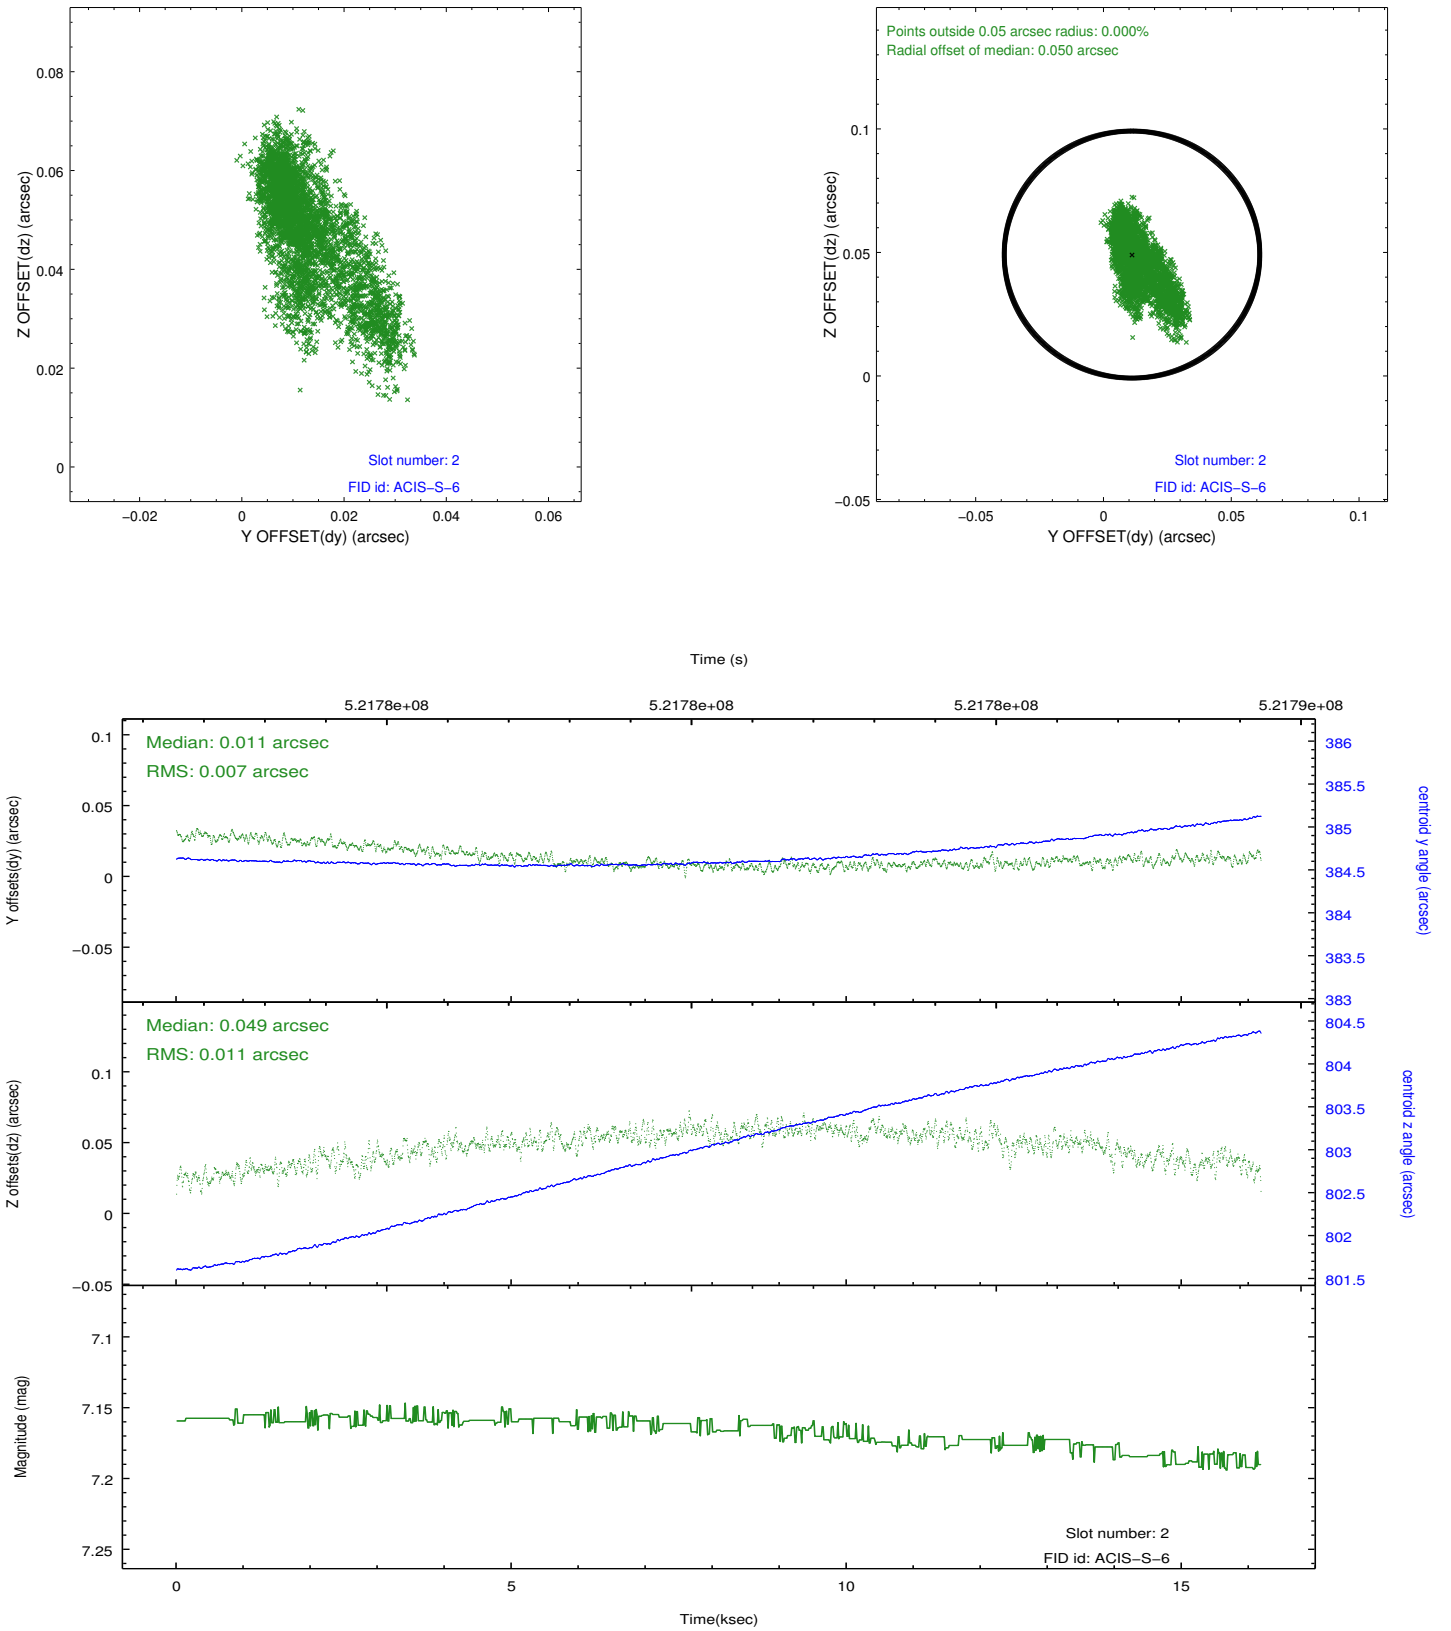 0.08
0.06
0.04
0.02
0
Z OFFSET(dz) (arcsec)
Slot number: 2
FID id: ACIS−S−6
−0.02
0
0.02
0.04
0.06
Y OFFSET(dy) (arcsec)
Points outside 0.05 arcsec radius: 0.000%
Radial offset of median: 0.050 arcsec
0.1
0.05
0
−0.05
Z OFFSET(dz) (arcsec)
Slot number: 2
FID id: ACIS−S−6
−0.05
0
0.05
0.1
Y OFFSET(dy) (arcsec)
Time (s)
5.2178e+08
5.2178e+08
5.2178e+08
5.2179e+08
Median: 0.011 arcsec
RMS: 0.007 arcsec
0.1
0.05
0
−0.05
Y offsets(dy) (arcsec)
386
385.5
385
384.5
384
383.5
383
centroid y angle (arcsec)
Median: 0.049 arcsec
RMS: 0.011 arcsec
0.1
0.05
0
−0.05
Z offsets(dz) (arcsec)
804.5
804
803.5
803
802.5
802
801.5
centroid z angle (arcsec)
7.1
7.15
7.2
7.25
Magnitude (mag)
Slot number: 2
FID id: ACIS−S−6
0
5
10
15
Time(ksec)